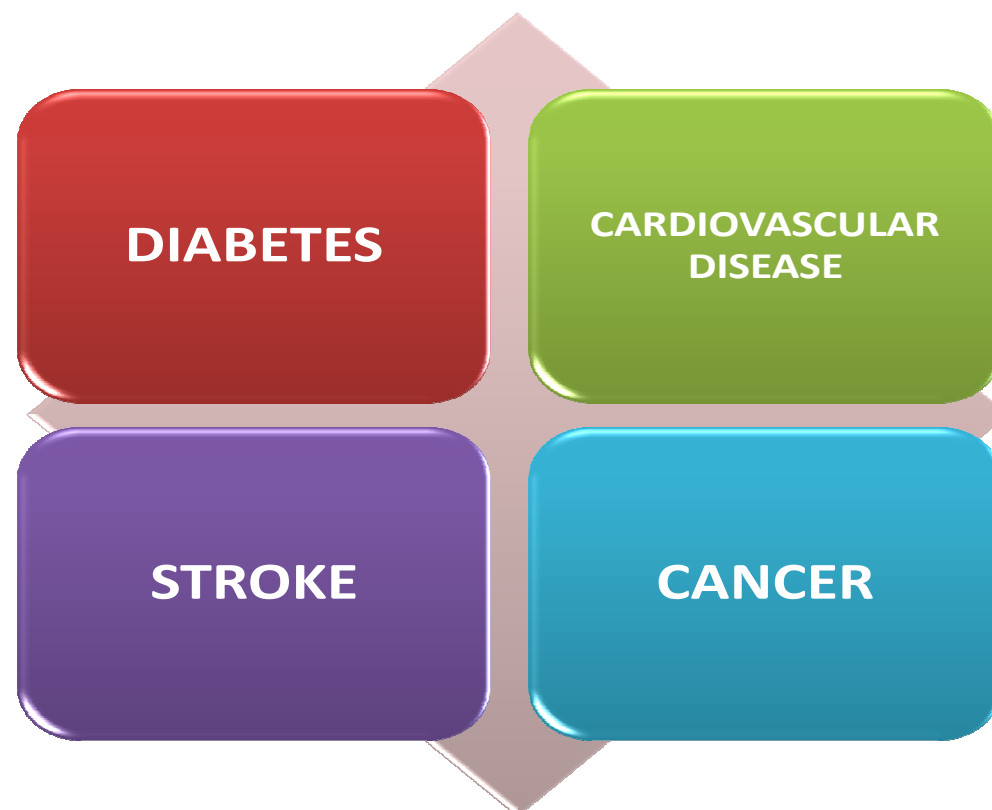 DIABETES
CARDIOVASCULAR
DISEASE
STROKE
CANCER